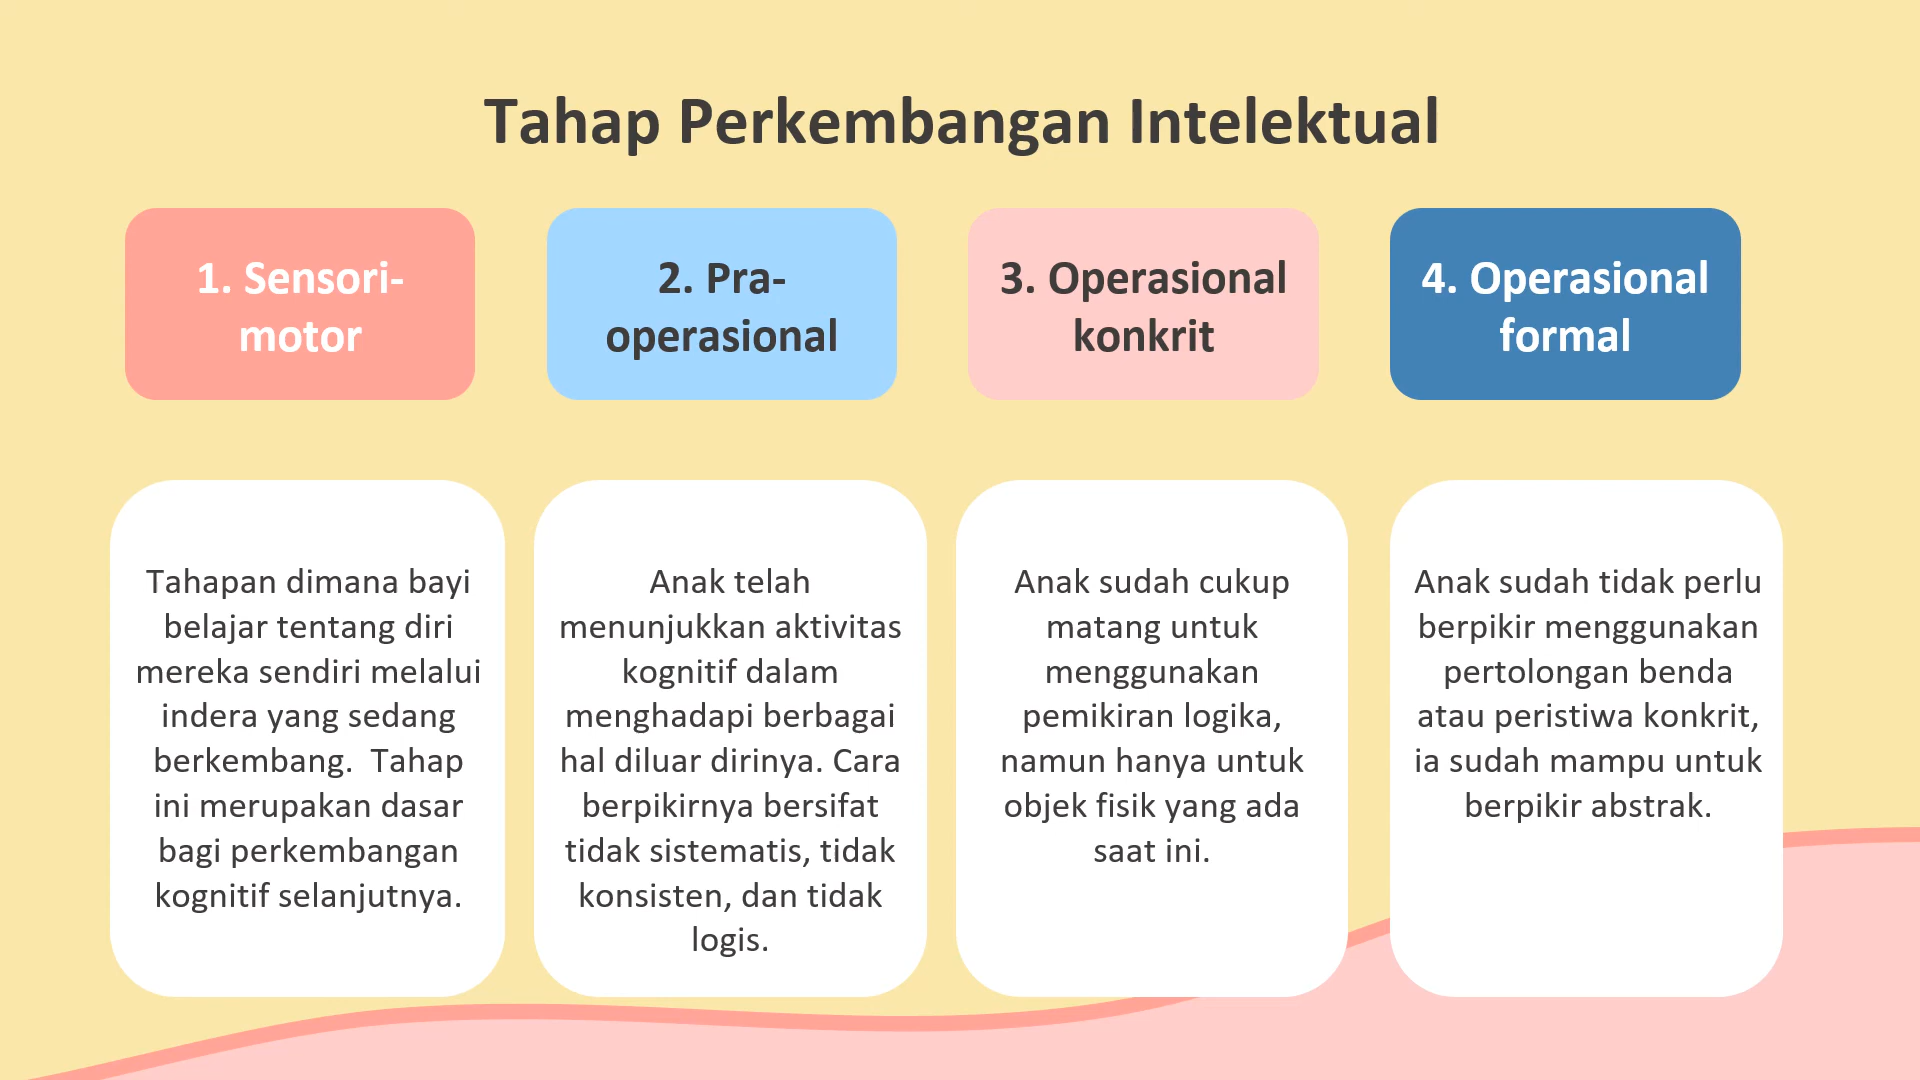 Tahap Perkembangan Intelektual
1. Sensori-
motor
2. Pra-
operasional
3. Operasional
konkrit
4. Operasional
formal
Tahapan dimana bayi
belajar tentang diri
mereka sendiri melalui
indera yang sedang
berkembang.  Tahap
ini merupakan dasar
bagi perkembangan
kognitif selanjutnya.
Anak telah
menunjukkan aktivitas
kognitif dalam
menghadapi berbagai
hal diluar dirinya. Cara
berpikirnya bersifat
tidak sistematis, tidak
konsisten, dan tidak
logis.
Anak sudah cukup
matang untuk
menggunakan
pemikiran logika,
namun hanya untuk
objek fisik yang ada
saat ini.
Anak sudah tidak perlu
berpikir menggunakan
pertolongan benda
atau peristiwa konkrit,
ia sudah mampu untuk
berpikir abstrak.